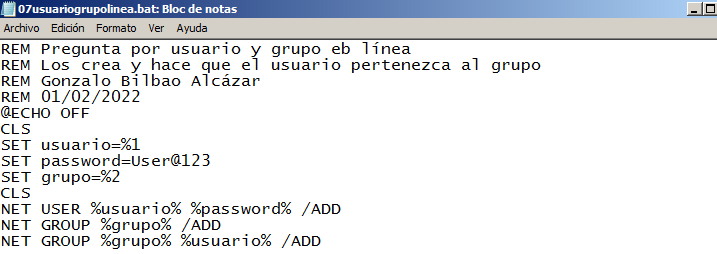 07usuariogrupolinea.bat: Bloc de notas
Archivo Edición Formato Ver Ayuda
REM Pregunta por usuario y grupo eb línea
REM Los crea y hace que el usuario pertenezca al grupo
REM Gonzalo Bilbao Alcázar
REM 01/02/2022
@ECHO OFF
CLS
SET usuario=%1
SET password=User@123
SET grupo=%2
CLS
NET USER %usuario% %password% /ADD
NET GROUP %grupo% /ADD
NET GROUP %grupo% %usuario% /ADD